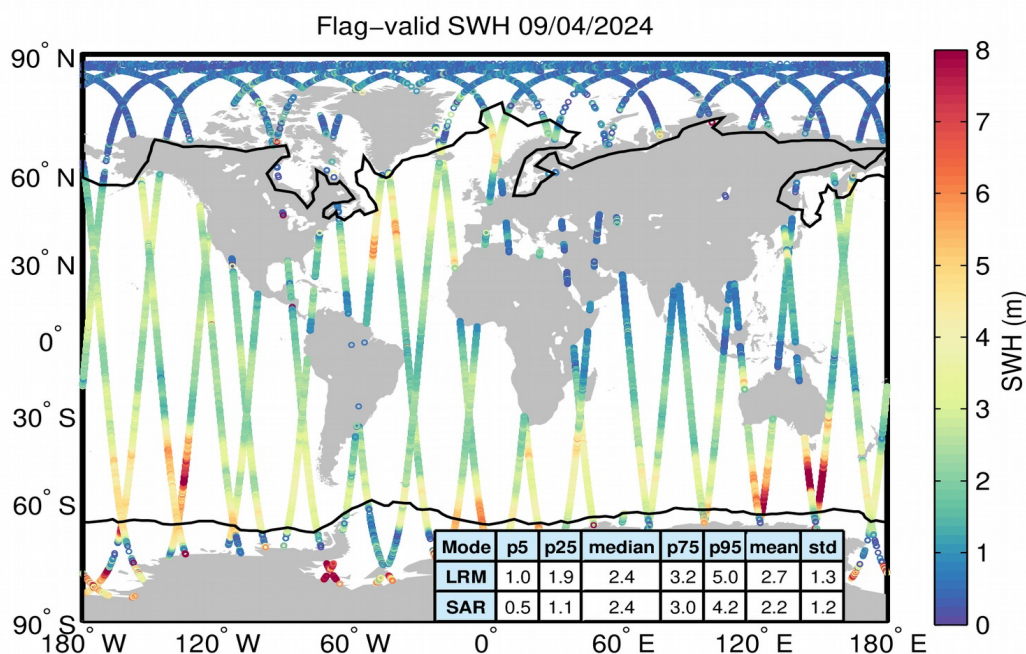 Flag−valid SWH 09/04/2024
90° N
60° N
30° N
0°
30° S
60° S
90° S
180° W
120° W
60° W
0°
60° E
120° E
180° E
8
7
6
5
4
3
2
1
0
SWH (m)
Mode p5 p25 median p75 p95 mean std
LRM 1.0 1.9 2.4 3.2 5.0 2.7 1.3
SAR 0.5 1.1 2.4 3.0 4.2 2.2 1.2